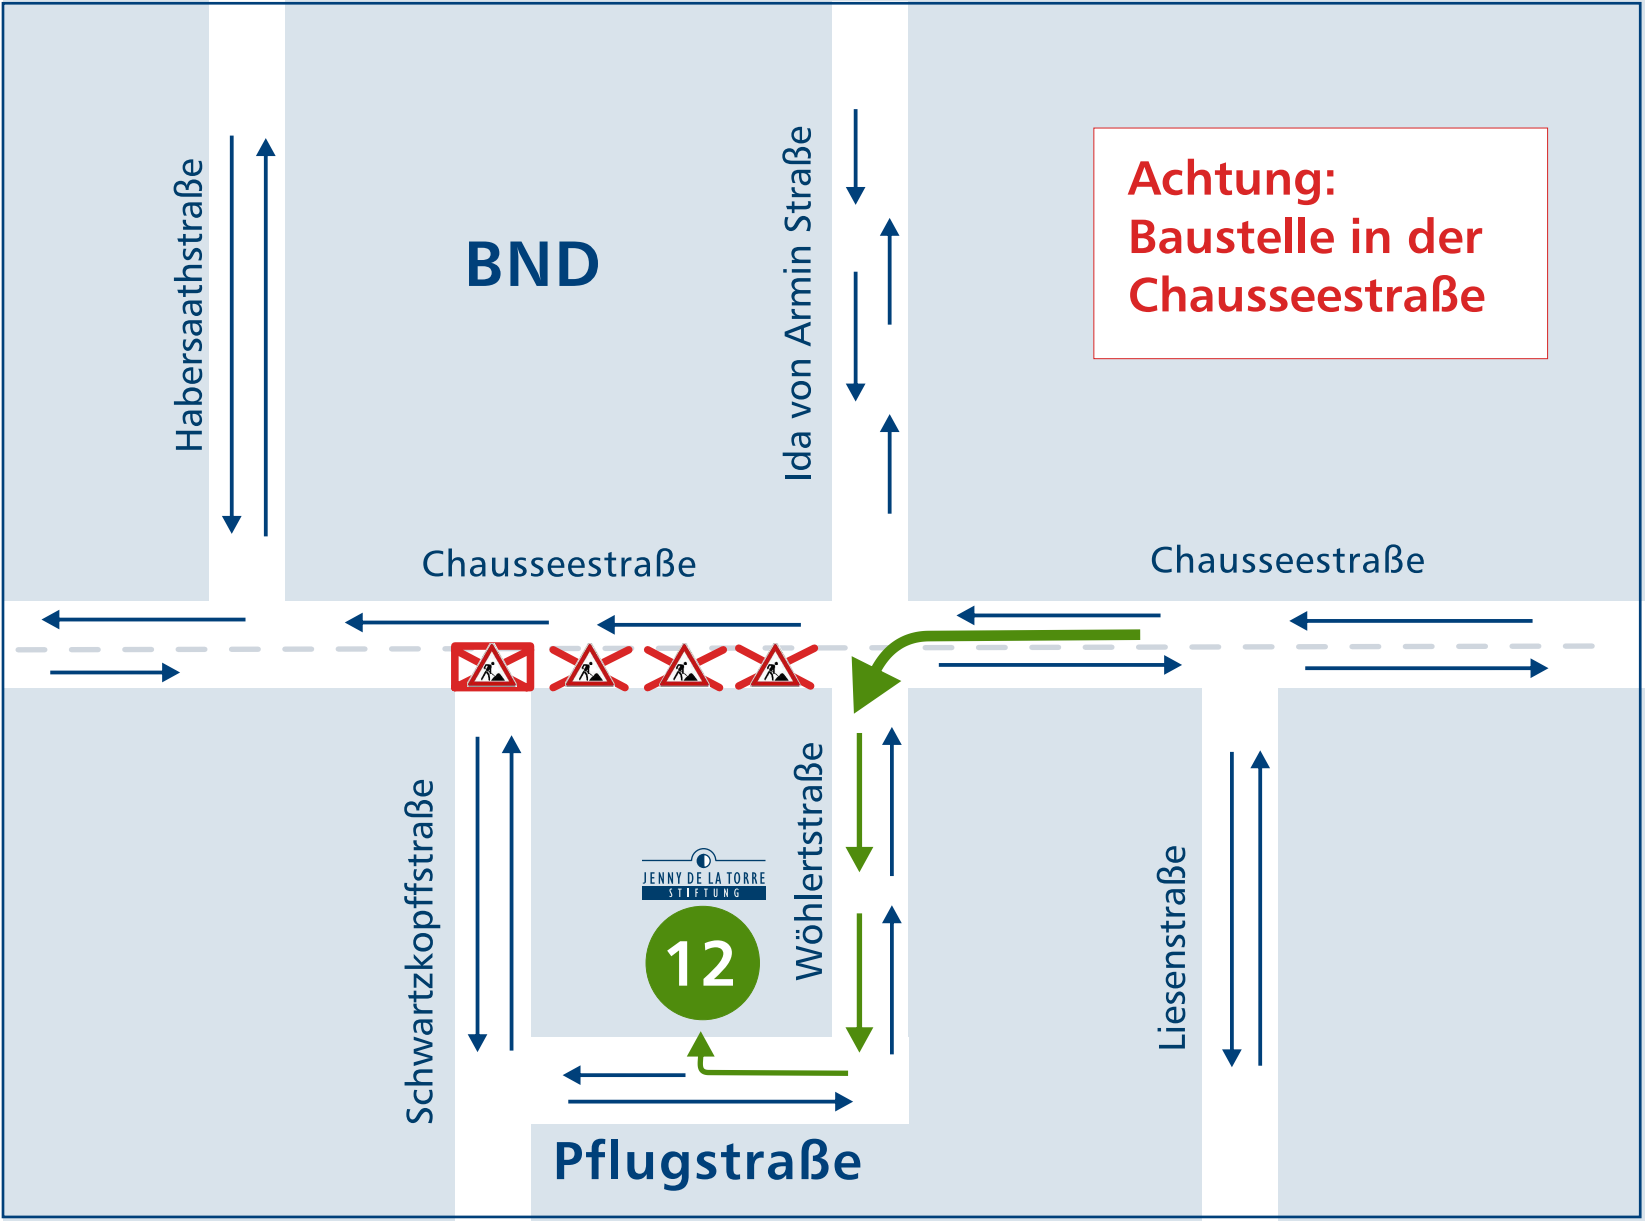 Habersaathstraße
BND
Ida von Armin Straße
Achtung:
Baustelle in der
Chausseestraße
Chausseestraße
Chausseestraße
Schwartzkopffstraße
JENNY DE LA TORRE
STIFTUNG
12
Wöhlertstraße
Liesenstraße
Pflugstraße